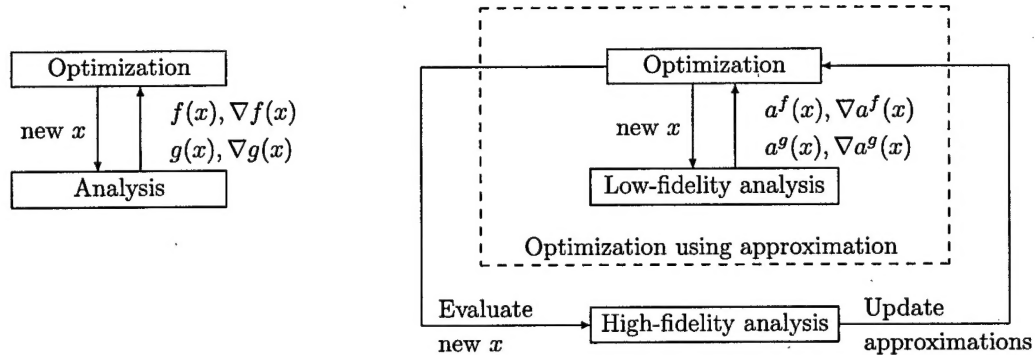 Optimization
new x
f(x), ∇f(x)
g(x), ∇g(x)
Analysis
Optimization
new x
a^f(x), ∇a^f(x)
a^g(x), ∇a^g(x)
Low-fidelity analysis
Optimization using approximation
Evaluate
new x
High-fidelity analysis
Update
approximations